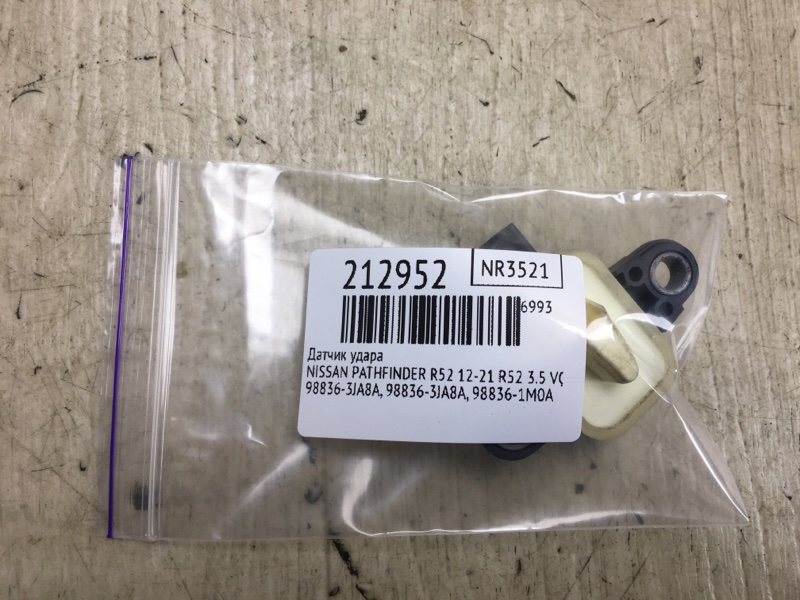 212952
NR3521
6993
Датчик удара
NISSAN PATHFINDER R52 12-21 R52 3.5 VQ
98836-3JA8A, 98836-3JA8A, 98836-1M0A